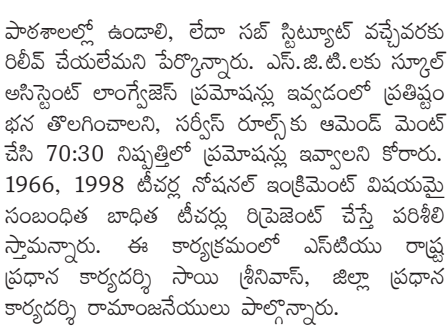 పాఠశాలల్లో ఉండాలి, లేదా సబ్ స్టిట్యూట్ వచ్చేవరకు
రిలీవ్ చేయలేమని పేర్కొన్నారు. ఎస్.జి.టి.లకు స్కూల్
అసిస్టెంట్ లాంగ్వేజెస్ ప్రమోషన్లు ఇవ్వడంలో ప్రతిష్టం
భన తొలగించాలని, సర్వీస్ రూల్స్ కు ఆమెండ్ మెంట్
చేసి 70:30 నిష్పత్తిలో ప్రమోషన్లు ఇవ్వాలని కోరారు.
1966, 1998 టీచర్ల నోషనల్ ఇంక్రిమెంట్ విషయమై
సంబంధిత బాధిత టీచర్లు రిప్రెజెంట్ చేస్తే పరిశీలి
స్తామన్నారు. ఈ కార్యక్రమంలో ఎస్‌టియు రాష్ట్ర
ప్రధాన కార్యదర్శి సాయి శ్రీనివాస్, జిల్లా ప్రధాన
కార్యదర్శి రామాంజనేయులు పాల్గొన్నారు.